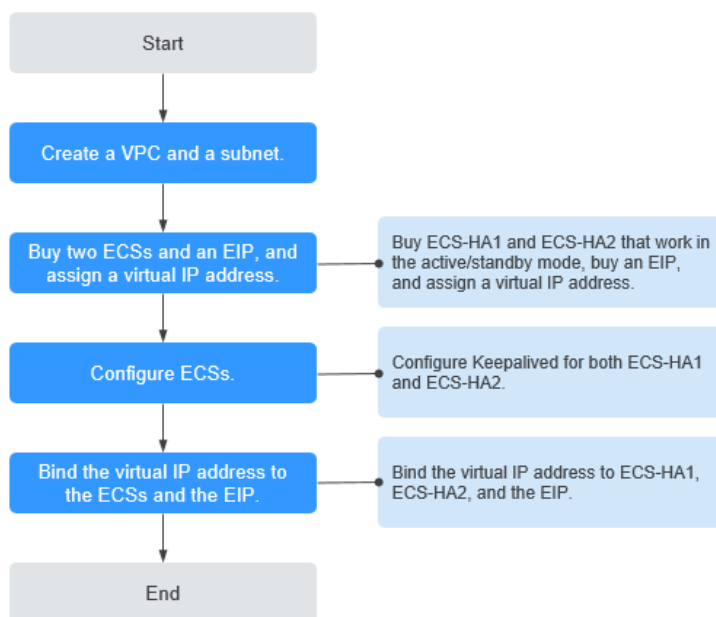 Start
Create a VPC and a subnet.
Buy two ECSs and an EIP, and
assign a virtual IP address.
Buy ECS-HA1 and ECS-HA2 that work in
the active/standby mode, buy an EIP,
and assign a virtual IP address.
Configure ECSs.
Configure Keepalived for both ECS-HA1
and ECS-HA2.
Bind the virtual IP address to
the ECSs and the EIP.
Bind the virtual IP address to ECS-HA1,
ECS-HA2, and the EIP.
End